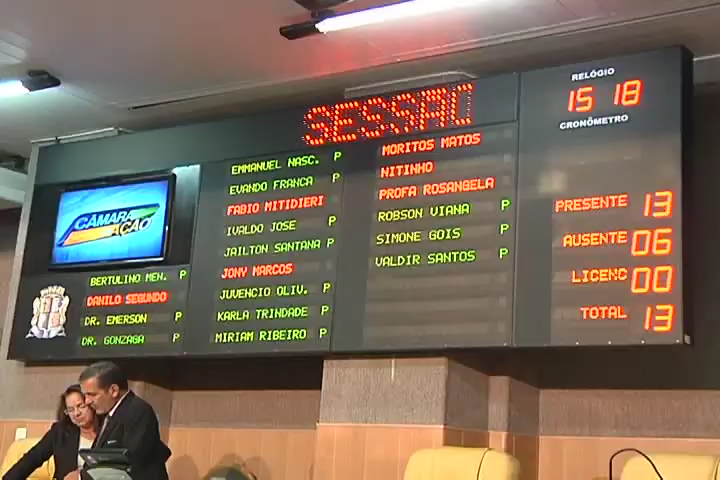 SESSÃO
RELÓGIO
15 18
CRONÔMETRO
CÂMARA
AÇÃO
BERTULINO MEN. P
DANILO SEGUNDO
DR. EMERSON P
DR. GONZAGA P
EMMANUEL NASC. P
EVANDO FRANCA P
FABIO MITIDIERI
IVALDO JOSE P
JAILTON SANTANA P
JONY MARCOS
JUVENCIO OLIV. P
KARLA TRINDADE P
MIRIAM RIBEIRO P
MORITOS MATOS
NITINHO
PROFA ROSANGELA
ROBSON VIANA P
SIMONE GOIS P
VALDIR SANTOS P
PRESENTE 13
AUSENTE 06
LICENC 00
TOTAL 13